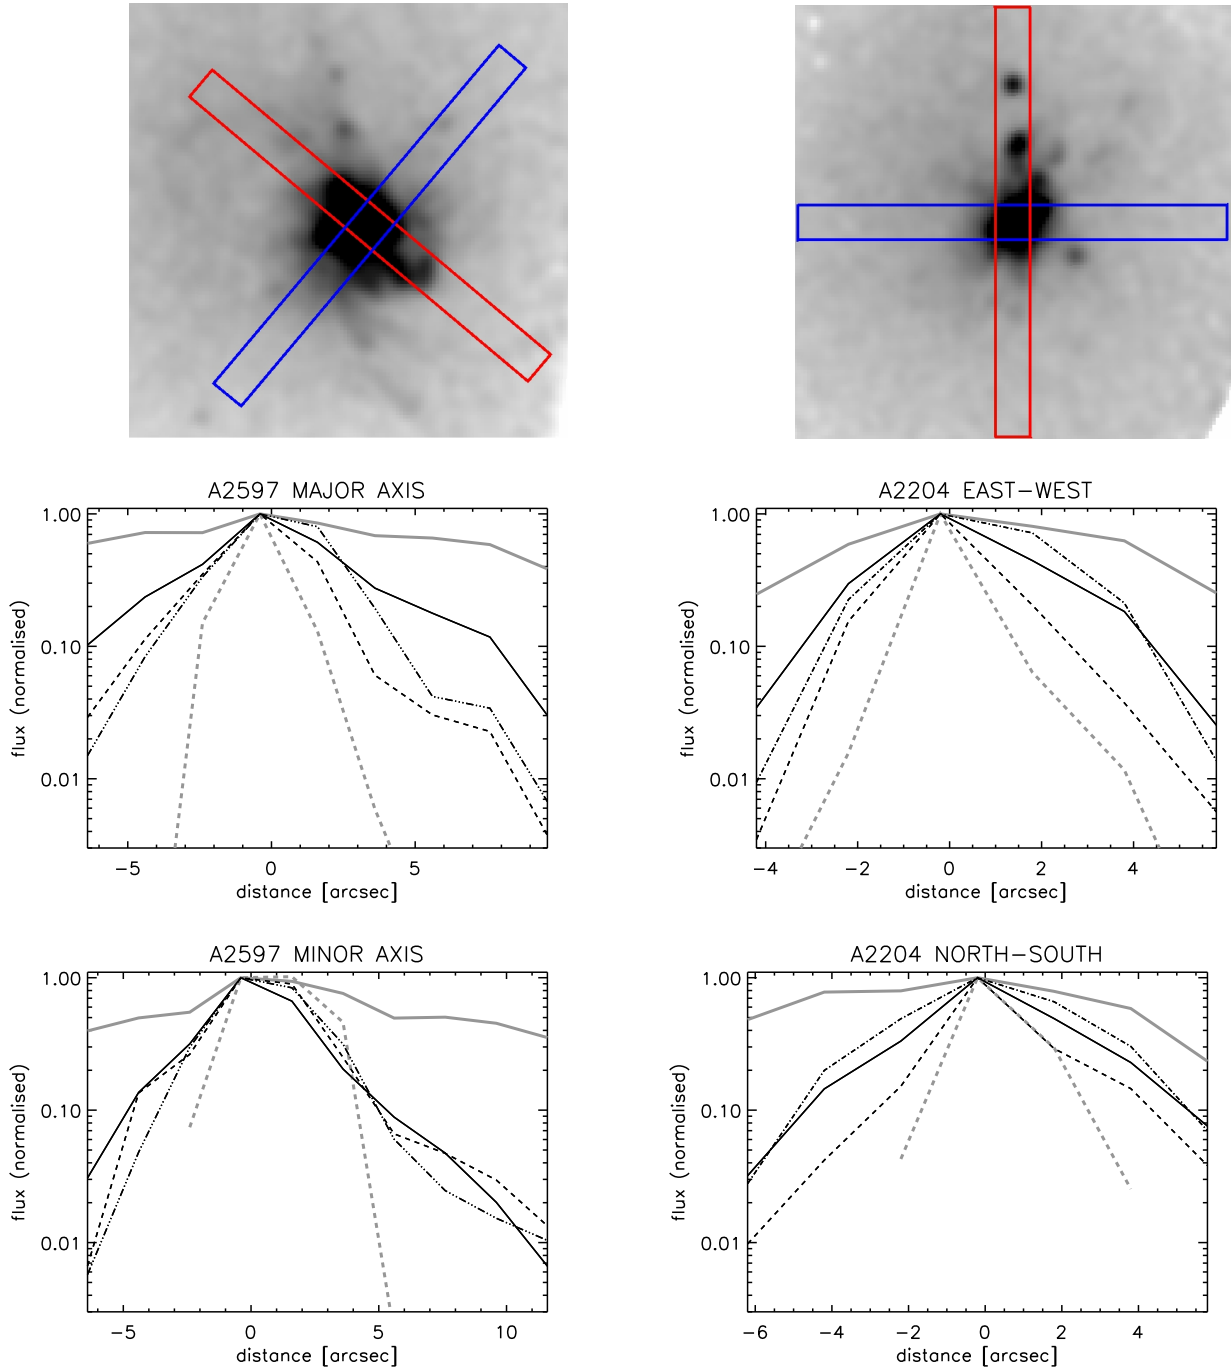 A2597 MAJOR AXIS
1.00
0.10
0.01
flux (normalised)
−5 0 5
distance [arcsec]
A2204 EAST−WEST
1.00
0.10
0.01
flux (normalised)
−4 −2 0 2 4
distance [arcsec]
A2597 MINOR AXIS
1.00
0.10
0.01
flux (normalised)
−5 0 5 10
distance [arcsec]
A2204 NORTH−SOUTH
1.00
0.10
0.01
flux (normalised)
−6 −4 −2 0 2 4
distance [arcsec]